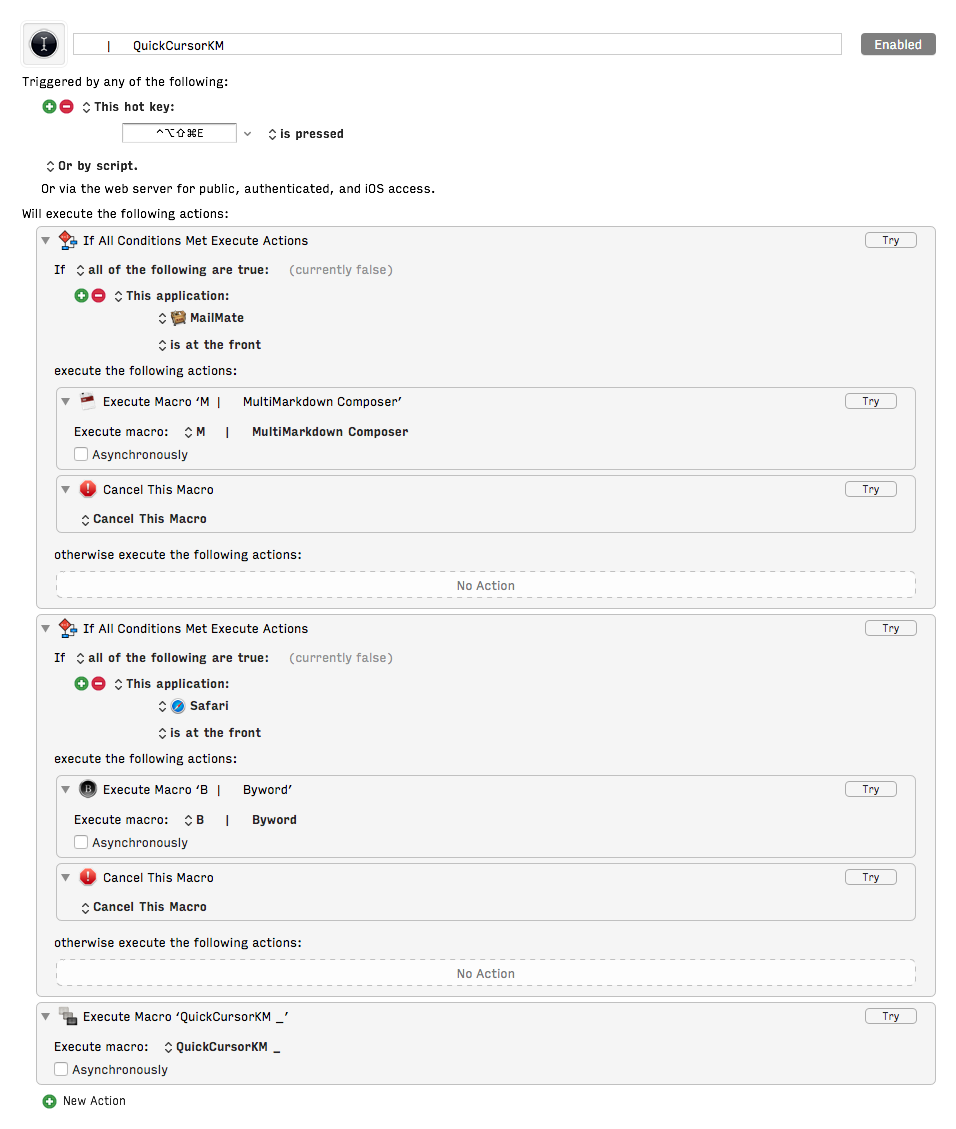 | QuickCursorKM Enabled
Triggered by any of the following:
This hot key:
^⌥⇧⌘E is pressed
Or by script.
Or via the web server for public, authenticated, and iOS access.
Will execute the following actions:
If All Conditions Met Execute Actions Try
If all of the following are true: (currently false)
This application:
MailMate
is at the front
execute the following actions:
Execute Macro ‘M | MultiMarkdown Composer’ Try
Execute macro: M | MultiMarkdown Composer
Asynchronously
Cancel This Macro Try
Cancel This Macro
otherwise execute the following actions:
No Action
If All Conditions Met Execute Actions Try
If all of the following are true: (currently false)
This application:
Safari
is at the front
execute the following actions:
Execute Macro ‘B | Byword’ Try
Execute macro: B | Byword
Asynchronously
Cancel This Macro Try
Cancel This Macro
otherwise execute the following actions:
No Action
Execute Macro ‘QuickCursorKM _’ Try
Execute macro: QuickCursorKM _
Asynchronously
New Action